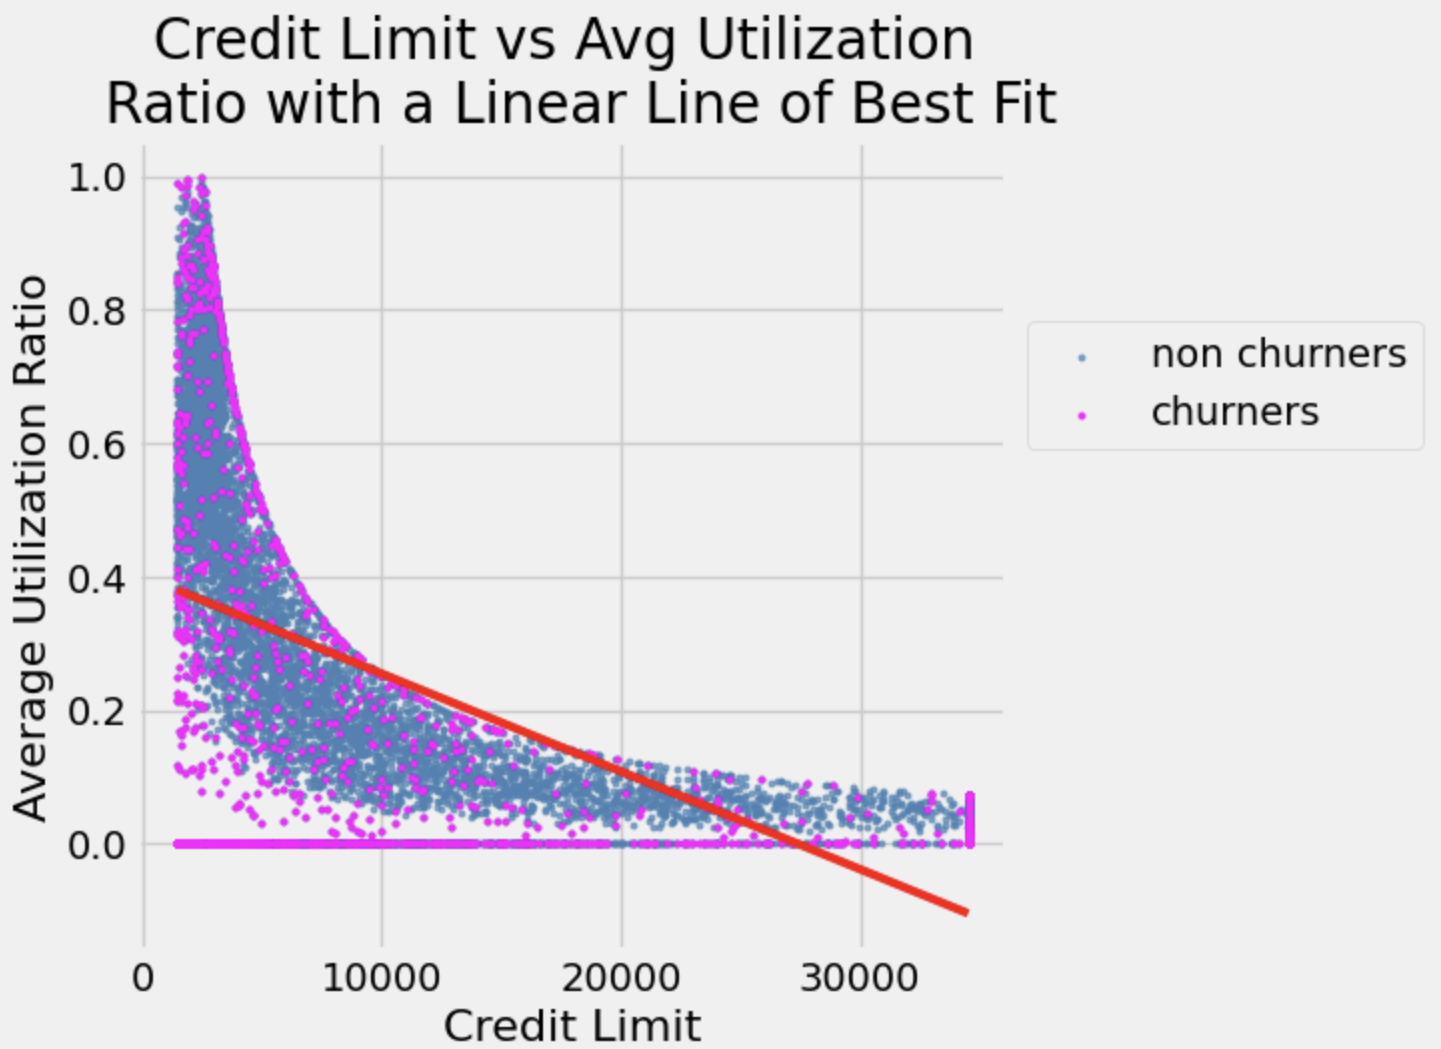 Credit Limit vs Avg Utilization
Ratio with a Linear Line of Best Fit
1.0
0.8
0.6
0.4
0.2
0.0
Average Utilization Ratio
0 10000 20000 30000
Credit Limit
non churners
churners